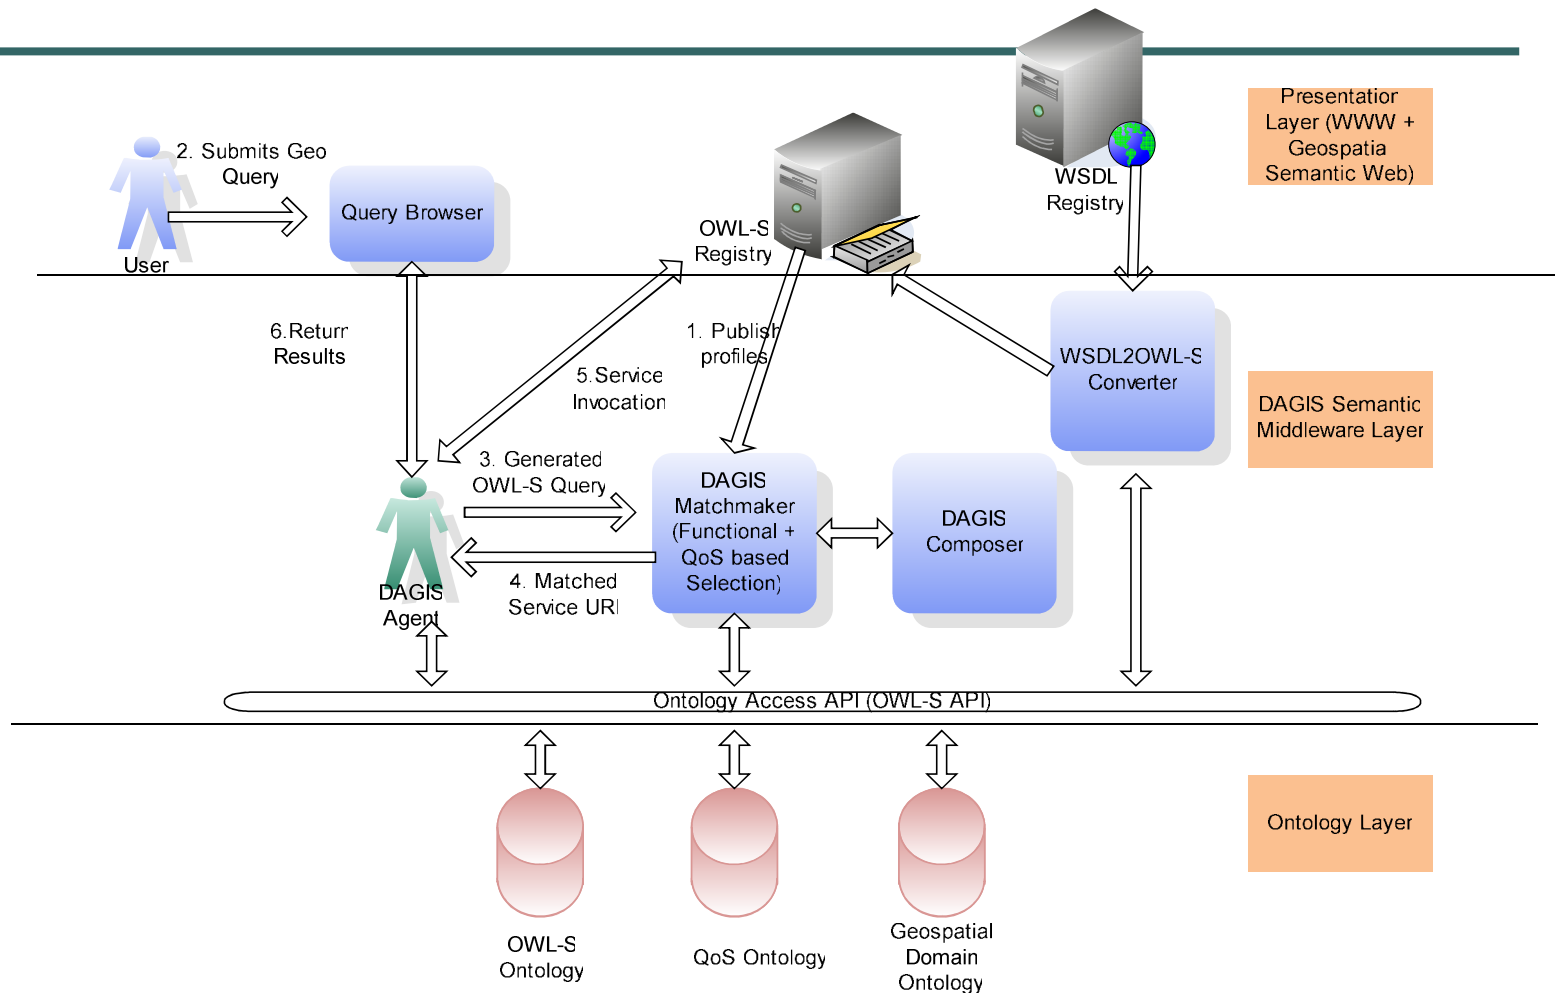 Presentation
Layer (WWW +
Geospatia
Semantic Web)
2. Submits Geo
Query
WSDL
Registry
Query Browser
OWL-S
Registry
User
6.Return
Results
1. Publish
profiles
WSDL2OWL-S
Converter
5.Service
Invocation
DAGIS Semantic
Middleware Layer
3. Generated
OWL-S Query
DAGIS
Matchmaker
(Functional +
QoS based
Selection)
DAGIS
Composer
4. Matched
Service URI
DAGIS
Agent
Ontology Access API (OWL-S API)
Ontology Layer
OWL-S
Ontology
QoS Ontology
Geospatial
Domain
Ontology